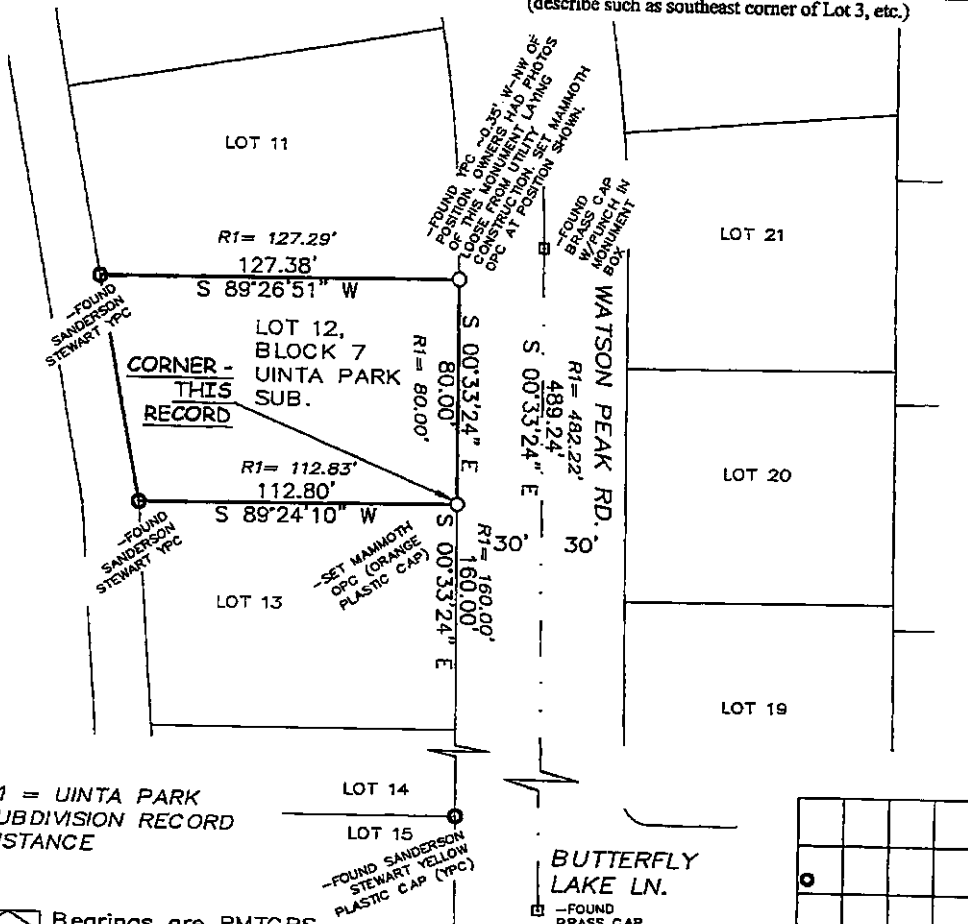 (describe such as southeast corner of Lot 3, etc.)
LOT 11
-FOUND YPC ~0.35' W-NW OF
POSITION. OWNERS HAD PHOTOS
OF THIS MONUMENT LAYING
LOOSE FROM UTILITY
CONSTRUCTION. SET MAMMOTH
OPC AT POSITION SHOWN.
-FOUND
BRASS CAP
W/PUNCH IN
MONUMENT
BOX
LOT 21
R1= 127.29'
127.38'
S 89°26'51" W
-FOUND
SANDERSON
STEWART YPC
LOT 12,
BLOCK 7
UINTA PARK
SUB.
CORNER -
THIS
RECORD
R1= 80.00'
80.00'
S 00°33'24" E
WATSON PEAK RD.
R1= 482.22'
489.24'
S 00°33'24" E
LOT 20
R1= 112.83'
112.80'
S 89°24'10" W
-FOUND
SANDERSON
STEWART YPC
-SET MAMMOTH
OPC (ORANGE
PLASTIC CAP)
R1= 160.00'
160.00'
S 00°33'24" E
30'
30'
LOT 13
LOT 19
= UINTA PARK
SUBDIVISION RECORD
LOT 14
LOT 15
-FOUND SANDERSON
STEWART YELLOW
PLASTIC CAP (YPC)
BUTTERFLY
LAKE LN.
-FOUND
BRASS CAP
Bearings are RMTCRS